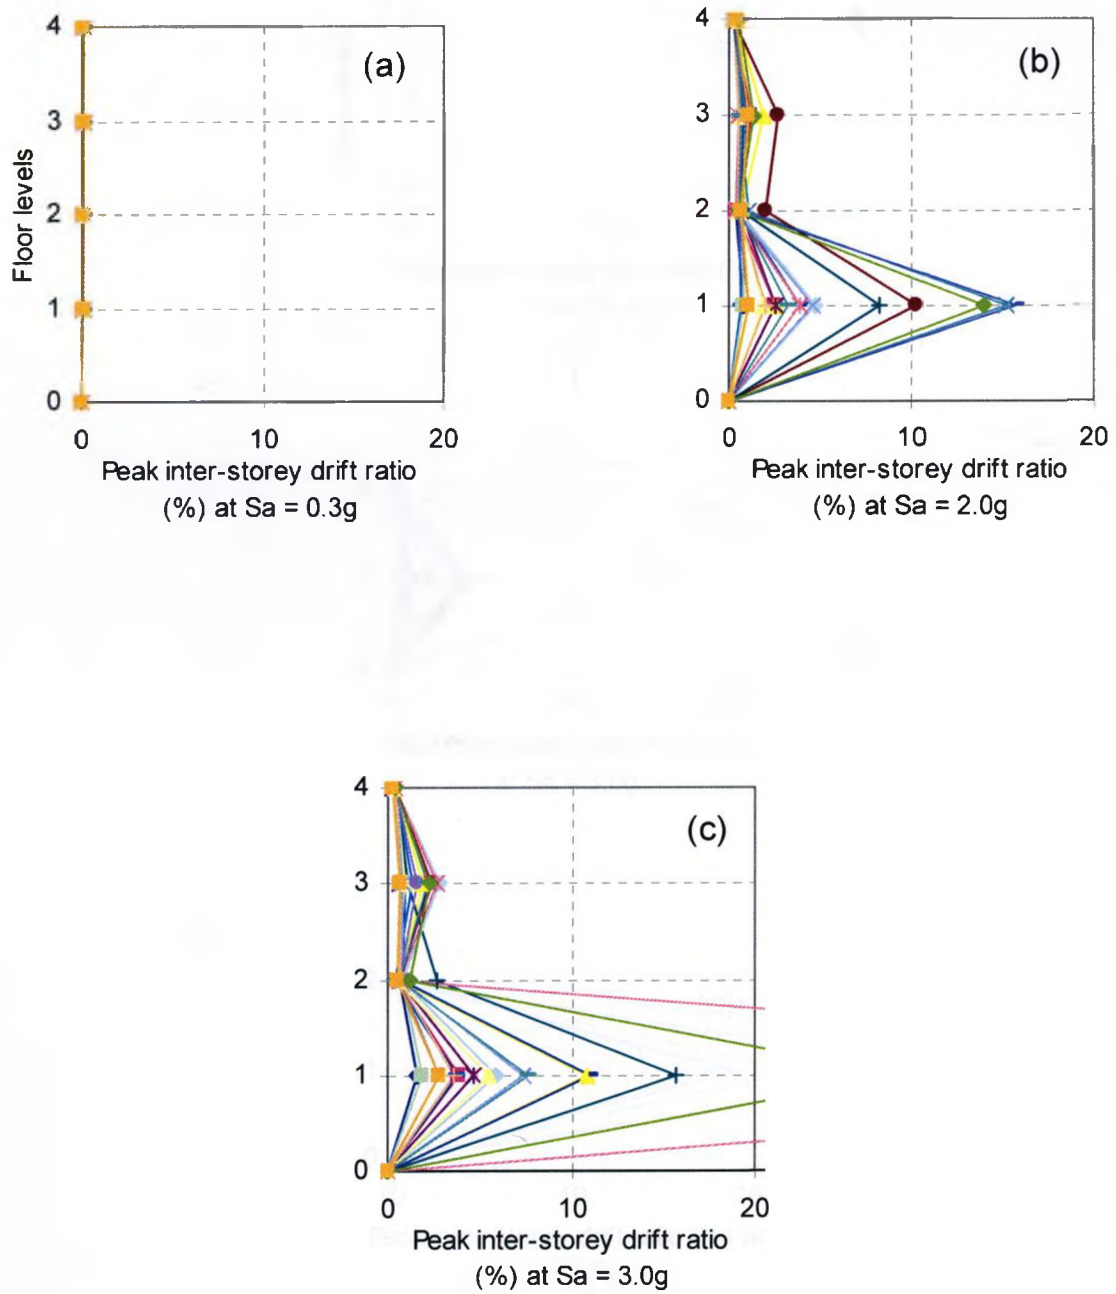 4
(a)
3
Floor levels
2
1
0
0 10 20
Peak inter-storey drift ratio
(%) at Sa = 0.3g
4
(b)
3
2
1
0
0 10 20
Peak inter-storey drift ratio
(%) at Sa = 2.0g
4
(c)
3
2
1
0
0 10 20
Peak inter-storey drift ratio
(%) at Sa = 3.0g